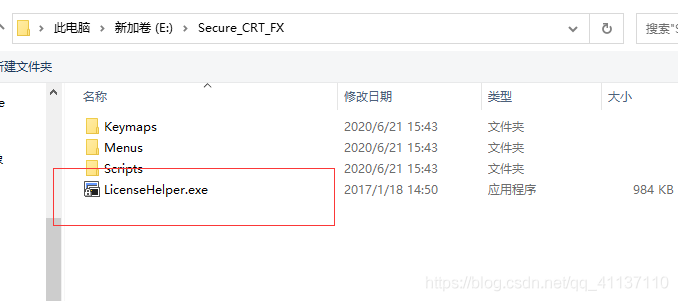 此电脑 > 新加卷 (E:) > Secure_CRT_FX
搜索"S
新建文件夹
名称 修改日期 类型 大小
Keymaps 2020/6/21 15:43 文件夹
Menus 2020/6/21 15:43 文件夹
Scripts 2020/6/21 15:43 文件夹
LicenseHelper.exe 2017/1/18 14:50 应用程序 984 KB
https://blog.csdn.net/qq_41137110